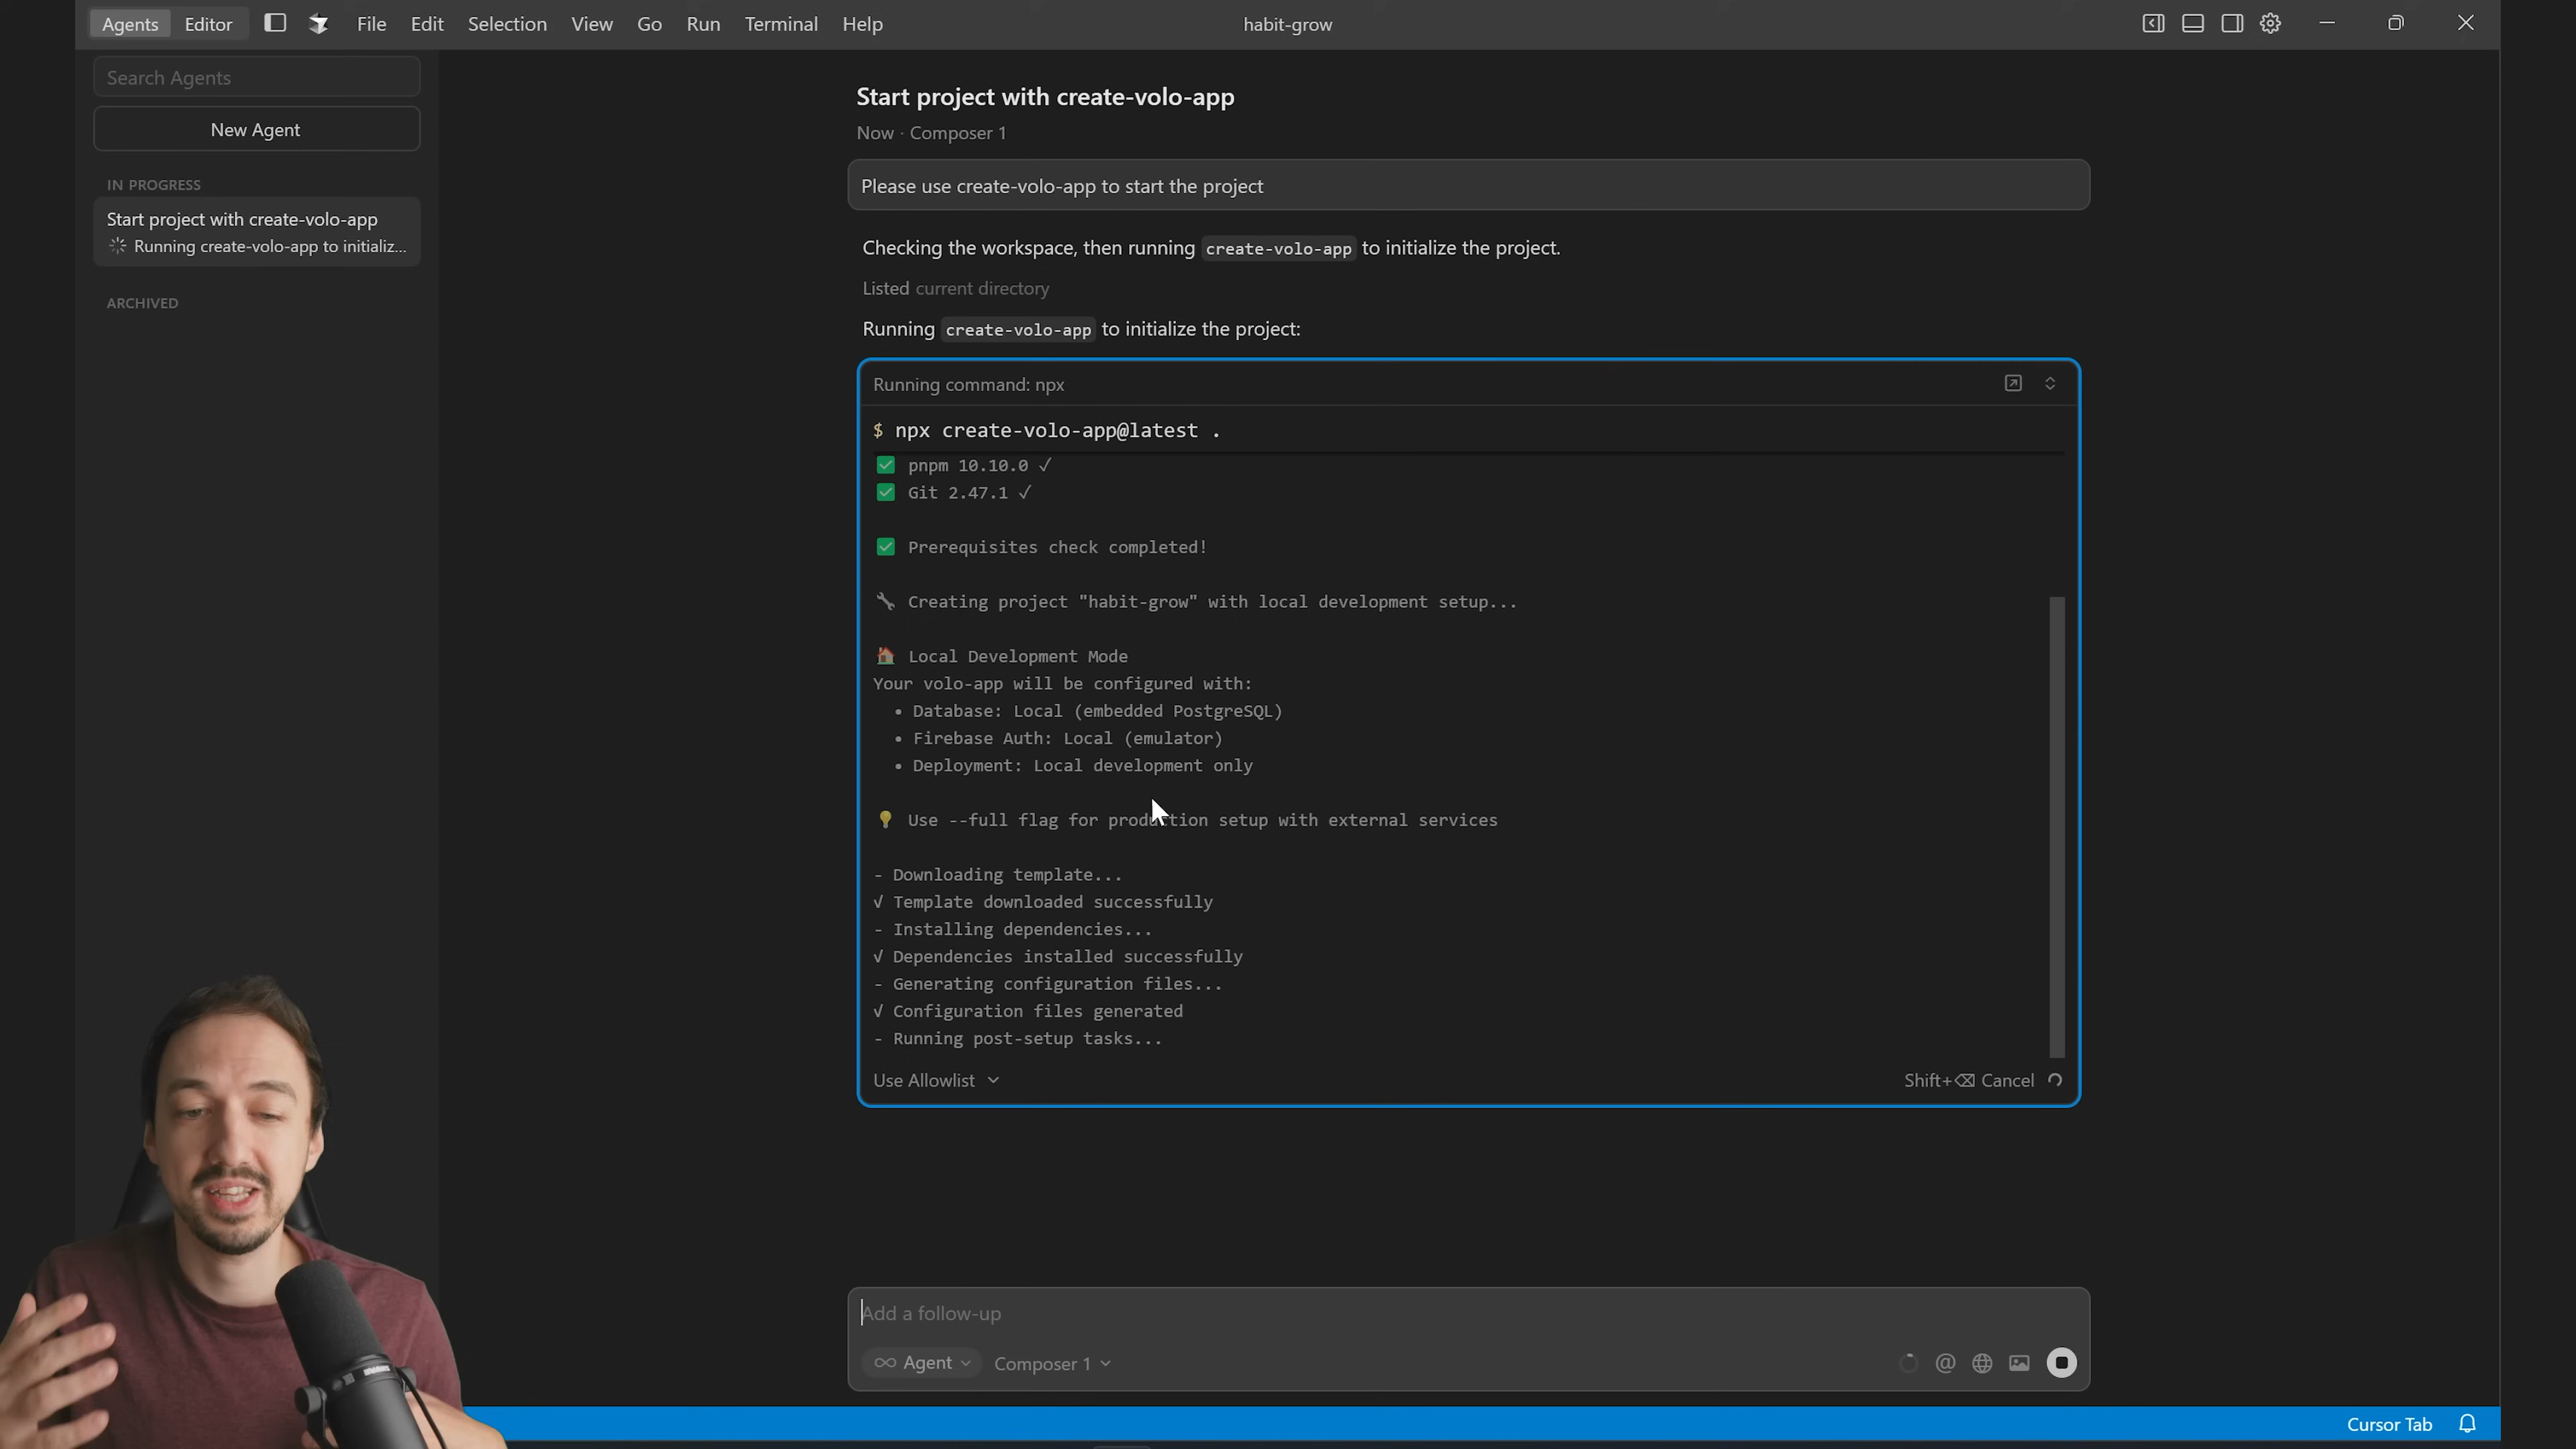 Agents Editor File Edit Selection View Go Run Terminal Help habit-grow
Search Agents
New Agent
IN PROGRESS
Start project with create-volo-app
Running create-volo-app to initializ...
ARCHIVED
Start project with create-volo-app
Now · Composer 1
Please use create-volo-app to start the project
Checking the workspace, then running create-volo-app to initialize the project.
Listed current directory
Running create-volo-app to initialize the project:
Running command: npx
$ npx create-volo-app@latest .
✅ pnpm 10.10.0 ✓
✅ Git 2.47.1 ✓
✅ Prerequisites check completed!
🔧 Creating project "habit-grow" with local development setup...
🏠 Local Development Mode
Your volo-app will be configured with:
• Database: Local (embedded PostgreSQL)
• Firebase Auth: Local (emulator)
• Deployment: Local development only
💡 Use --full flag for production setup with external services
- Downloading template...
√ Template downloaded successfully
- Installing dependencies...
√ Dependencies installed successfully
- Generating configuration files...
√ Configuration files generated
- Running post-setup tasks...
Use Allowlist Shift+⌫ Cancel
Add a follow-up
∞ Agent Composer 1 @
Cursor Tab